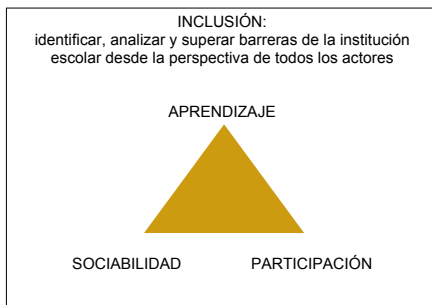 INCLUSIÓN:
identificar, analizar y superar barreras de la institución
escolar desde la perspectiva de todos los actores
APRENDIZAJE
SOCIABILIDAD PARTICIPACIÓN